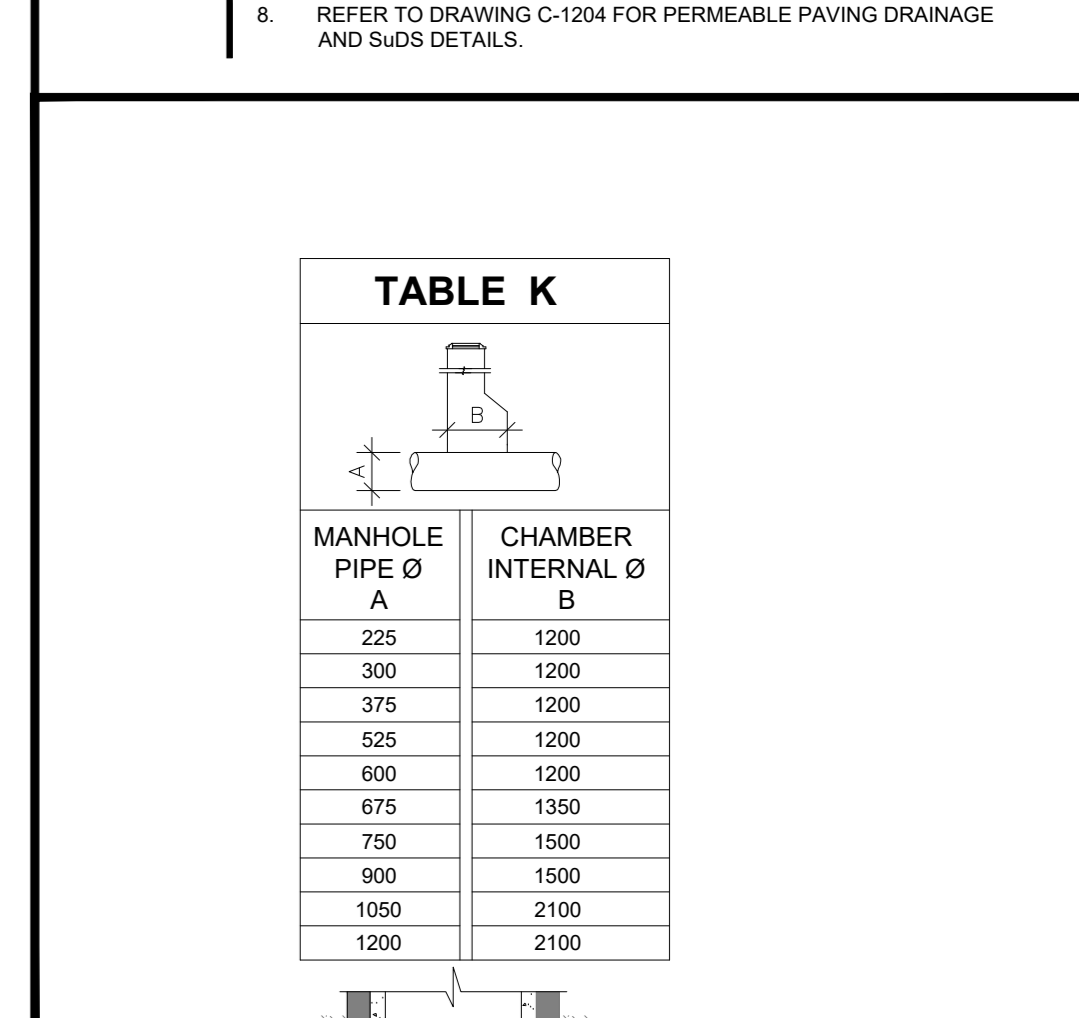 8. REFER TO DRAWING C-1204 FOR PERMEABLE PAVING DRAINAGE
AND SuDS DETAILS.
TABLE K
B
A
MANHOLE PIPE Ø A CHAMBER INTERNAL Ø B
225 1200
300 1200
375 1200
525 1200
600 1200
675 1350
750 1500
900 1500
1050 2100
1200 2100